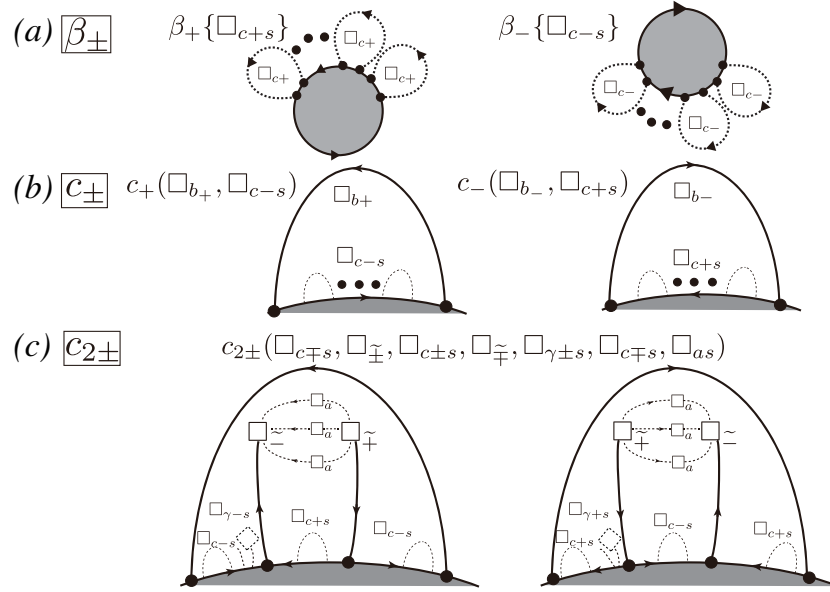 (a) β± β₊{□c+s} β₋{□c−s}
□c+ □c+ □c+
□c− □c− □c−
(b) c± c₊(□b₊, □c−s) c₋(□b₋, □c+s)
□b+ □b−
□c−s □c+s
(c) c2± c2±(□c∓s, □±̃, □c±s, □∓̃, □γ±s, □c∓s, □as)
□a □a
□−̃ □a □+̃ □+̃ □a □−̃
□a □a
□γ−s □c+s □γ+s □c−s
□c−s □c−s □c+s □c+s